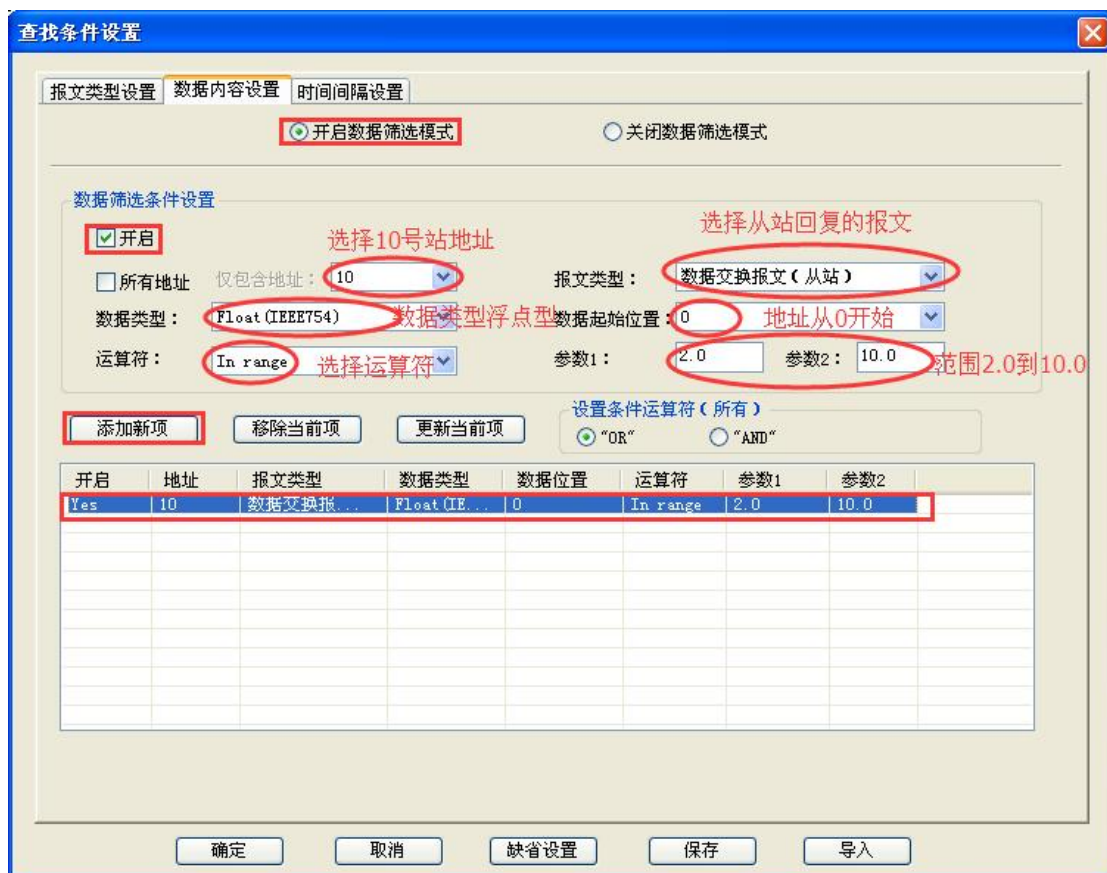 查找条件设置
报文类型设置 数据内容设置 时间间隔设置
开启数据筛选模式 关闭数据筛选模式
数据筛选条件设置
选择从站回复的报文
开启 选择10号站地址
所有地址 仅包含地址： 10 报文类型： 数据交换报文（从站）
数据类型： Float(IEEE754) 数据类型浮点型 数据起始位置： 0 地址从0开始
运算符： In range 选择运算符 参数1： 2.0 参数2： 10.0 范围2.0到10.0
设置条件运算符（所有）
添加新项 移除当前项 更新当前项 "OR" "AND"
开启 地址 报文类型 数据类型 数据位置 运算符 参数1 参数2
Yes 10 数据交换报... Float(IE... 0 In range 2.0 10.0
确定 取消 缺省设置 保存 导入